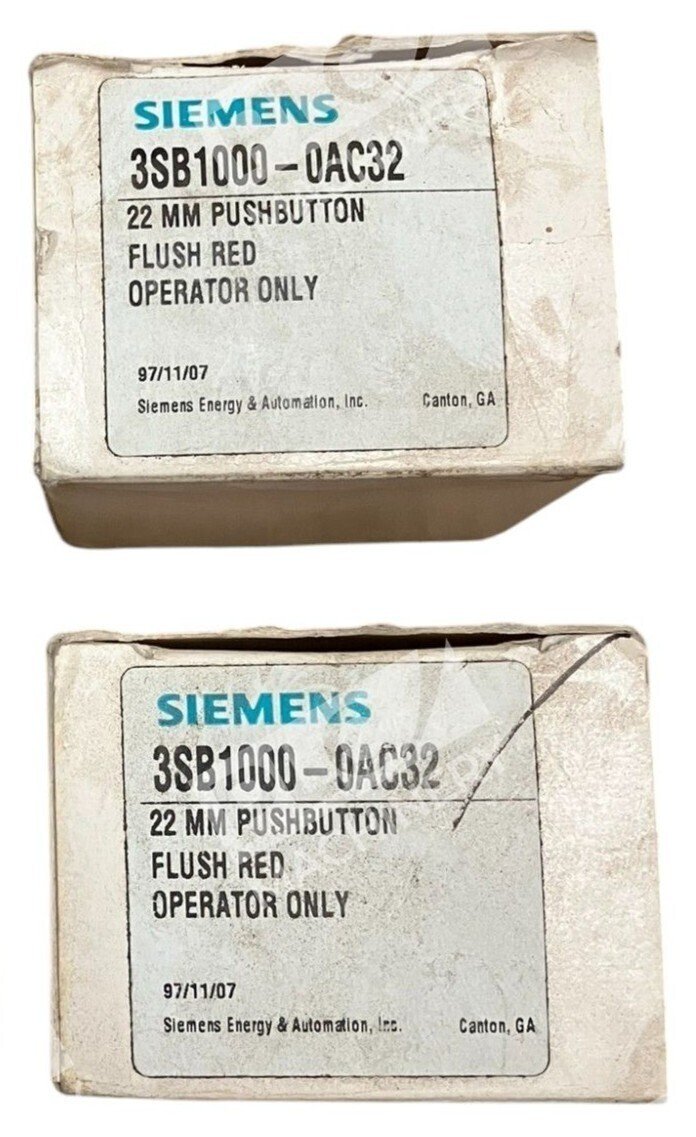 SIEMENS
3SB1000-0AC32
22 MM PUSHBUTTON
FLUSH RED
OPERATOR ONLY
97/11/07
Siemens Energy & Automation, Inc. Canton, GA
SIEMENS
3SB1000-0AC32
22 MM PUSHBUTTON
FLUSH RED
OPERATOR ONLY
97/11/07
Siemens Energy & Automation, Inc. Canton, GA